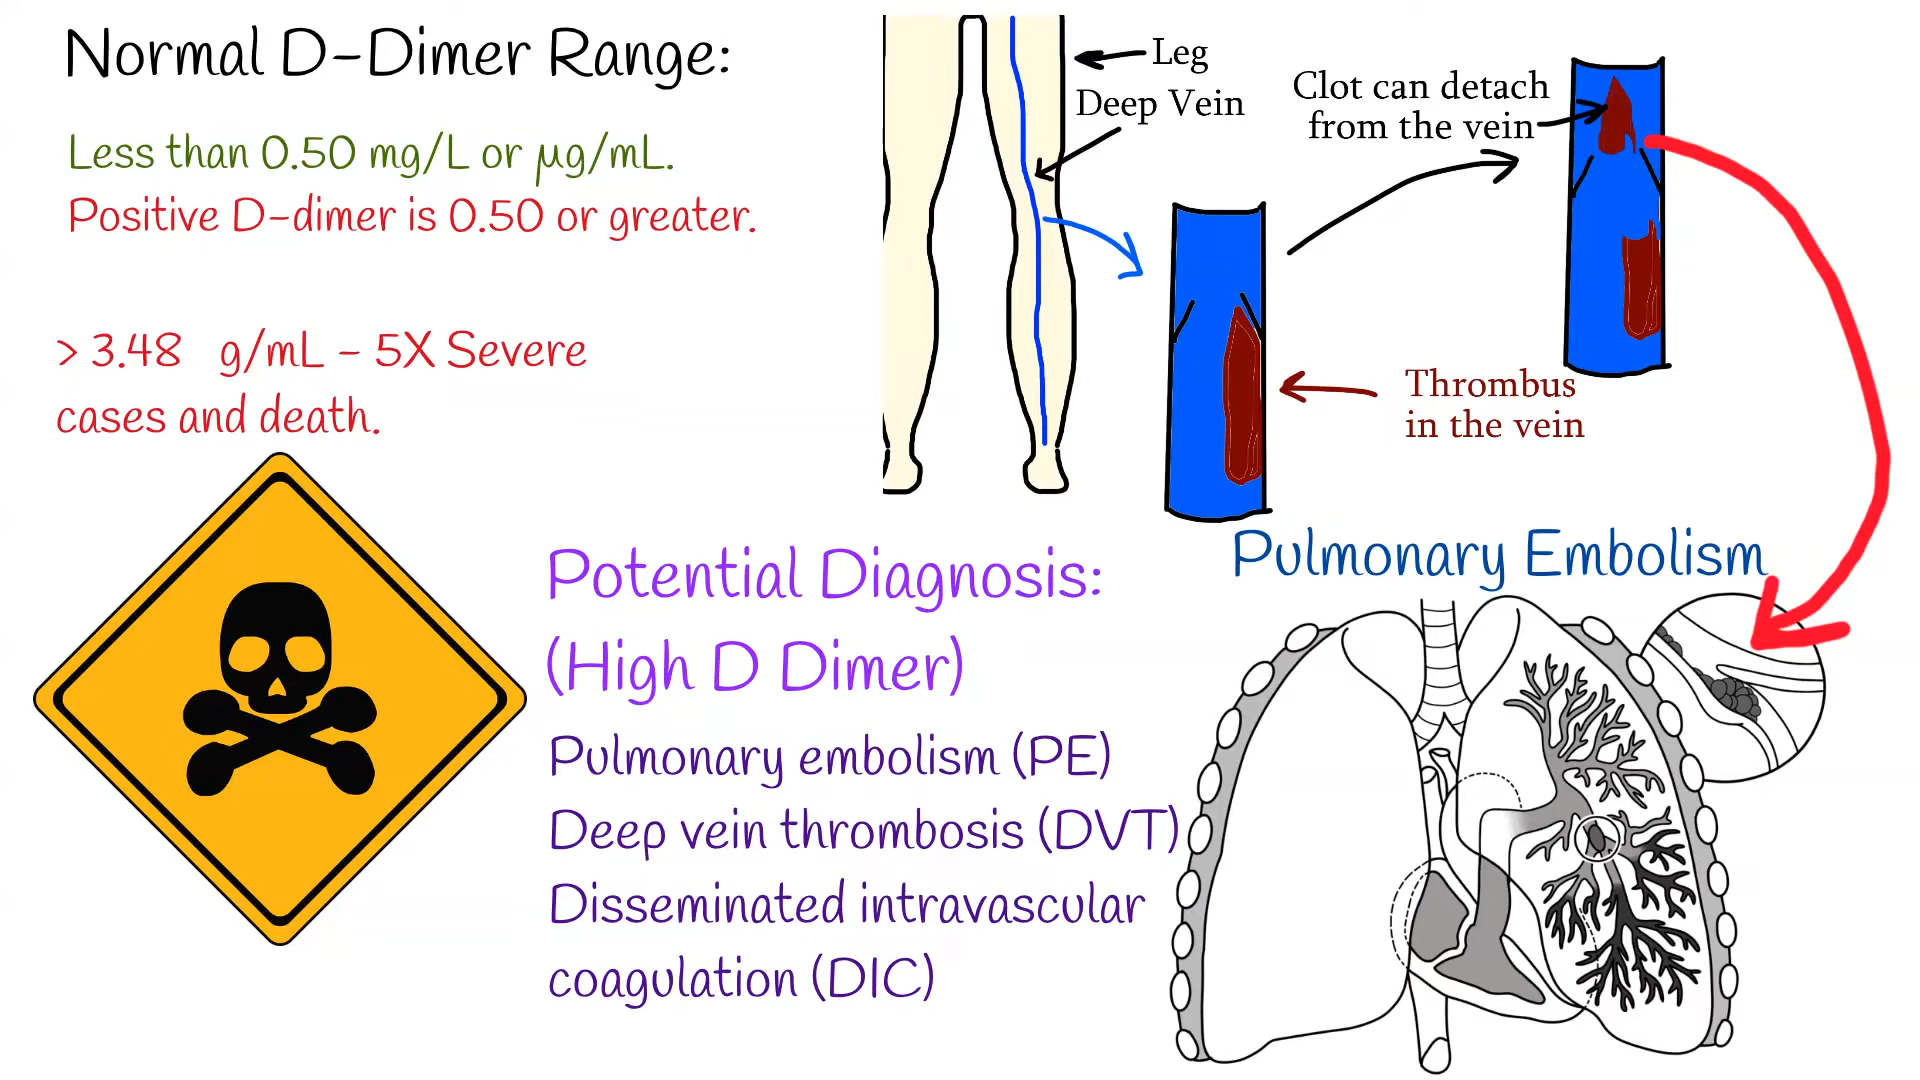 Normal D-Dimer Range:
Less than 0.50 mg/L or µg/mL.
Positive D-dimer is 0.50 or greater.
> 3.48 g/mL - 5X Severe
cases and death.
Leg
Deep Vein
Clot can detach
from the vein
Thrombus
in the vein
Potential Diagnosis:
(High D Dimer)
Pulmonary embolism (PE)
Deep vein thrombosis (DVT)
Disseminated intravascular
coagulation (DIC)
Pulmonary Embolism